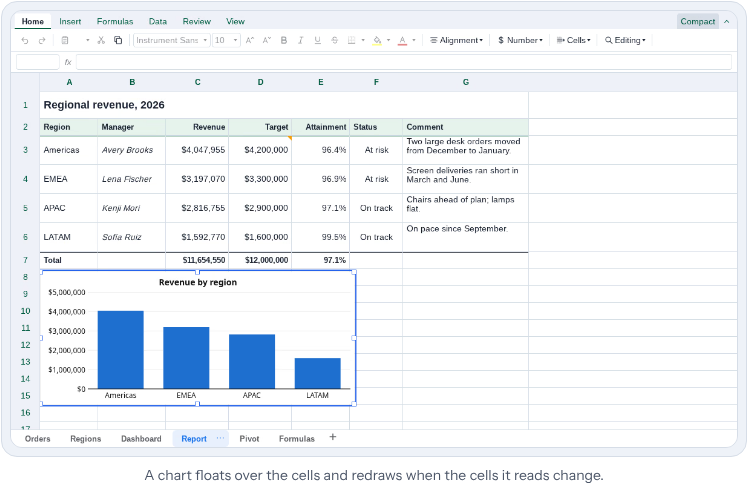 Home Insert Formulas Data Review View Compact
Instrument Sans 10 B I U S A Alignment $ Number Cells Editing
fx
A B C D E F G
1 Regional revenue, 2026
2 Region Manager Revenue Target Attainment Status Comment
3 Americas Avery Brooks $4,047,955 $4,200,000 96.4% At risk Two large desk orders moved
from December to January.
4 EMEA Lena Fischer $3,197,070 $3,300,000 96.9% At risk Screen deliveries ran short in
March and June.
5 APAC Kenji Mori $2,816,755 $2,900,000 97.1% On track Chairs ahead of plan; lamps
flat.
6 LATAM Sofia Ruiz $1,592,770 $1,600,000 99.5% On track On pace since September.
7 Total $11,654,550 $12,000,000 97.1%
8
9
10
11
12
13
14
15
16
17
Revenue by region
$5,000,000
$4,000,000
$3,000,000
$2,000,000
$1,000,000
$0
Americas EMEA APAC LATAM
Orders Regions Dashboard Report ... Pivot Formulas +
A chart floats over the cells and redraws when the cells it reads change.